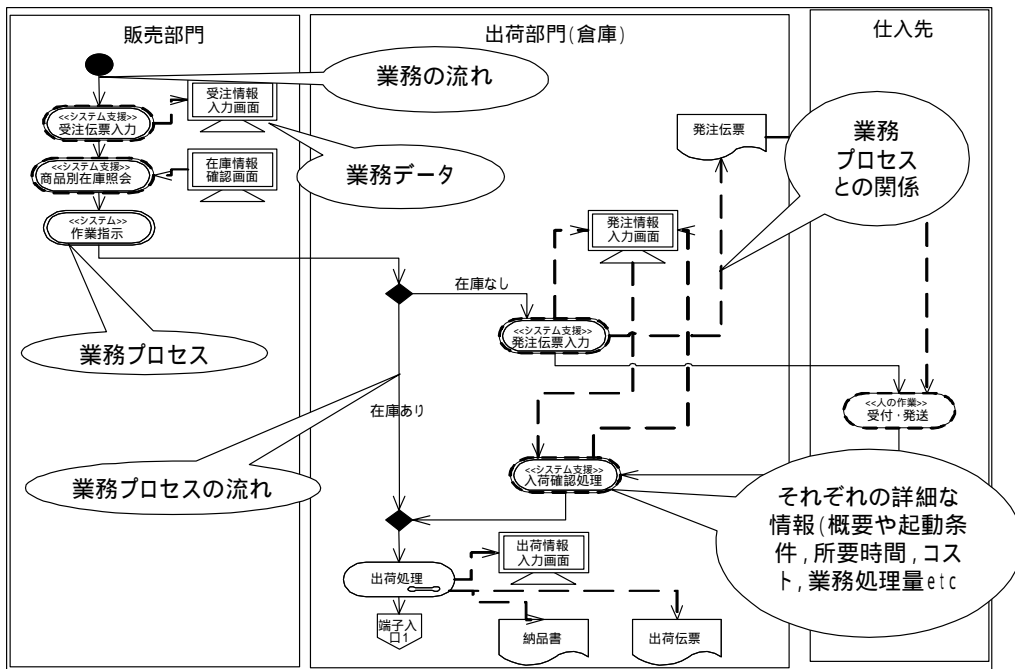 販売部門
出荷部門(倉庫)
仕入先
業務の流れ
受注情報
入力画面
<<システム支援>>
受注伝票入力
発注伝票
業務
プロセス
との関係
<<システム支援>>
商品別在庫照会
在庫情報
確認画面
業務データ
<<システム>>
作業指示
発注情報
入力画面
在庫なし
<<システム支援>>
発注伝票入力
業務プロセス
在庫あり
<<人の作業>>
受付・発送
<<システム支援>>
入荷確認処理
業務プロセスの流れ
それぞれの詳細な
情報(概要や起動条
件,所要時間,コス
ト,業務処理量etc
出荷情報
入力画面
出荷処理
端子入
口1
納品書
出荷伝票